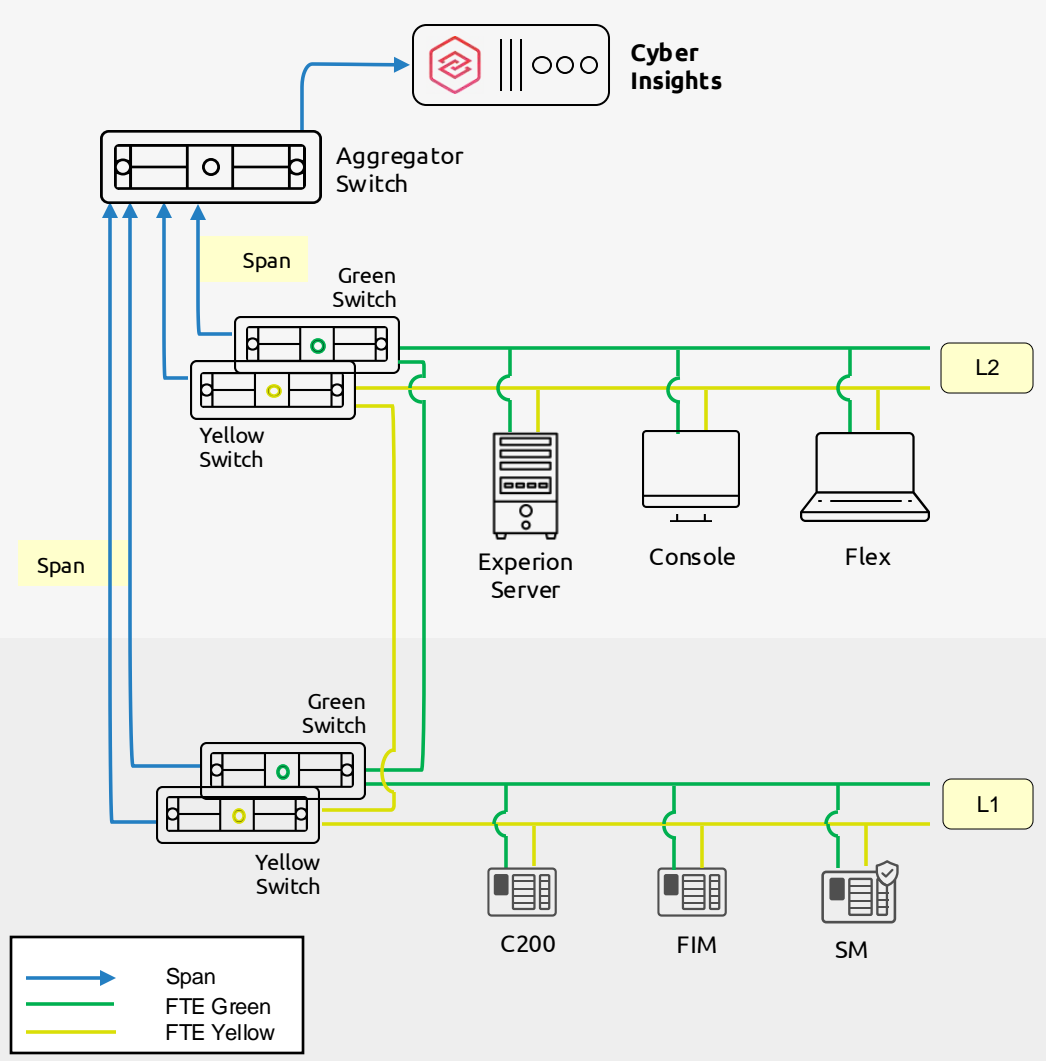 Cyber
Insights
Aggregator
Switch
Span
Green
Switch
L2
Yellow
Switch
Experion
Server
Console
Flex
Span
Green
Switch
L1
Yellow
Switch
C200
FIM
SM
Span
FTE Green
FTE Yellow